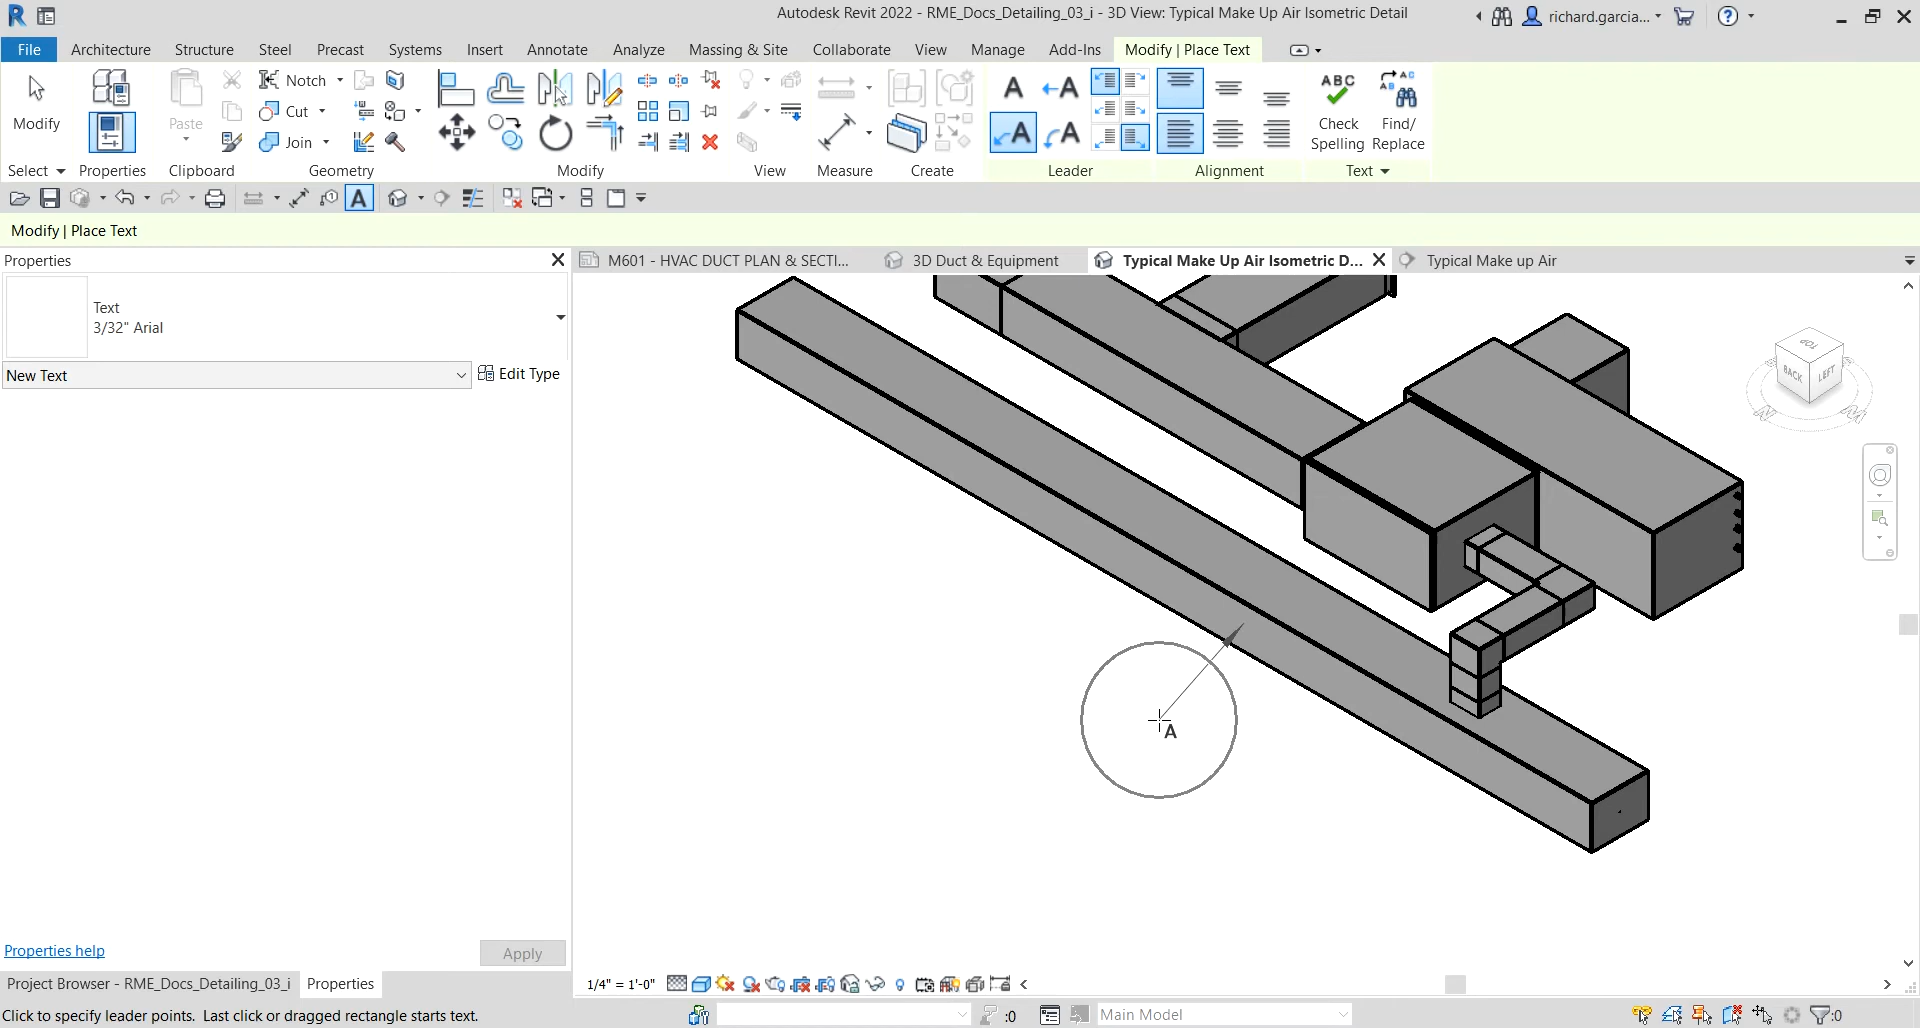 Autodesk Revit 2022 - RME_Docs_Detailing_03_i - 3D View: Typical Make Up Air Isometric Detail
richard.garcia...
File
Architecture
Structure
Steel
Precast
Systems
Insert
Annotate
Analyze
Massing & Site
Collaborate
View
Manage
Add-Ins
Modify | Place Text
Modify
Paste
Notch
Cut
Join
A
A
A
A
ABC
Check
Spelling
Find/
Replace
Select
Properties
Clipboard
Geometry
Modify
View
Measure
Create
Leader
Alignment
Text
A
Modify | Place Text
Properties
M601 - HVAC DUCT PLAN & SECTI...
3D Duct & Equipment
Typical Make Up Air Isometric D...
Typical Make up Air
Text
3/32" Arial
New Text
Edit Type
TOP
BACK
LEFT
A
Properties help
Apply
Project Browser - RME_Docs_Detailing_03_i
Properties
1/4" = 1'-0"
Click to specify leader points. Last click or dragged rectangle starts text.
:0
Main Model
:0